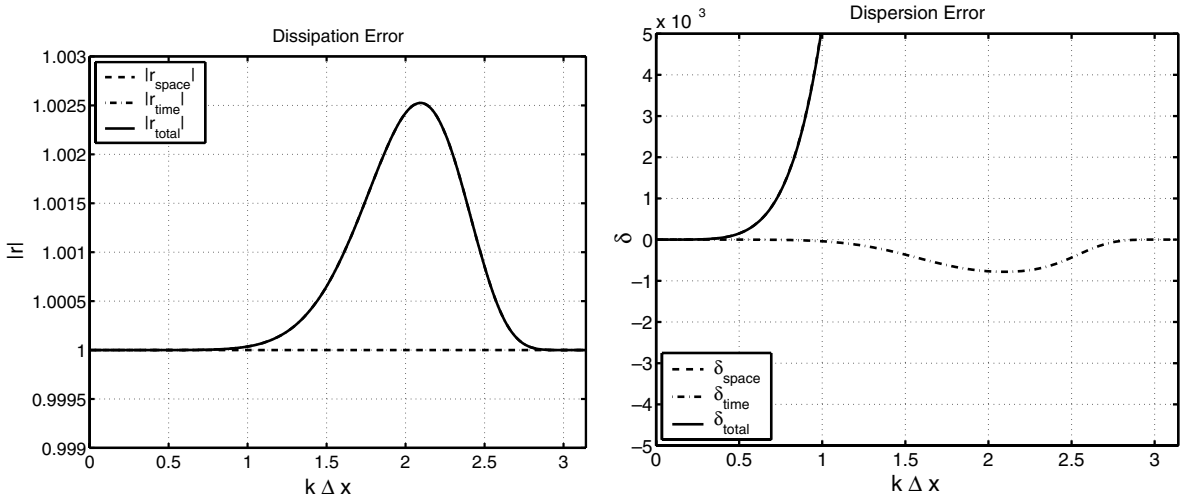 Dissipation Error
1.003
1.0025
1.002
1.0015
1.001
1.0005
1
0.9995
0.999
|r|
|r_space|
|r_time|
|r_total|
0 0.5 1 1.5 2 2.5 3
k Δ x
Dispersion Error
x 10 3
5
4
3
2
1
0
−1
−2
−3
−4
−5
δ
δ_space
δ_time
δ_total
0 0.5 1 1.5 2 2.5 3
k Δ x